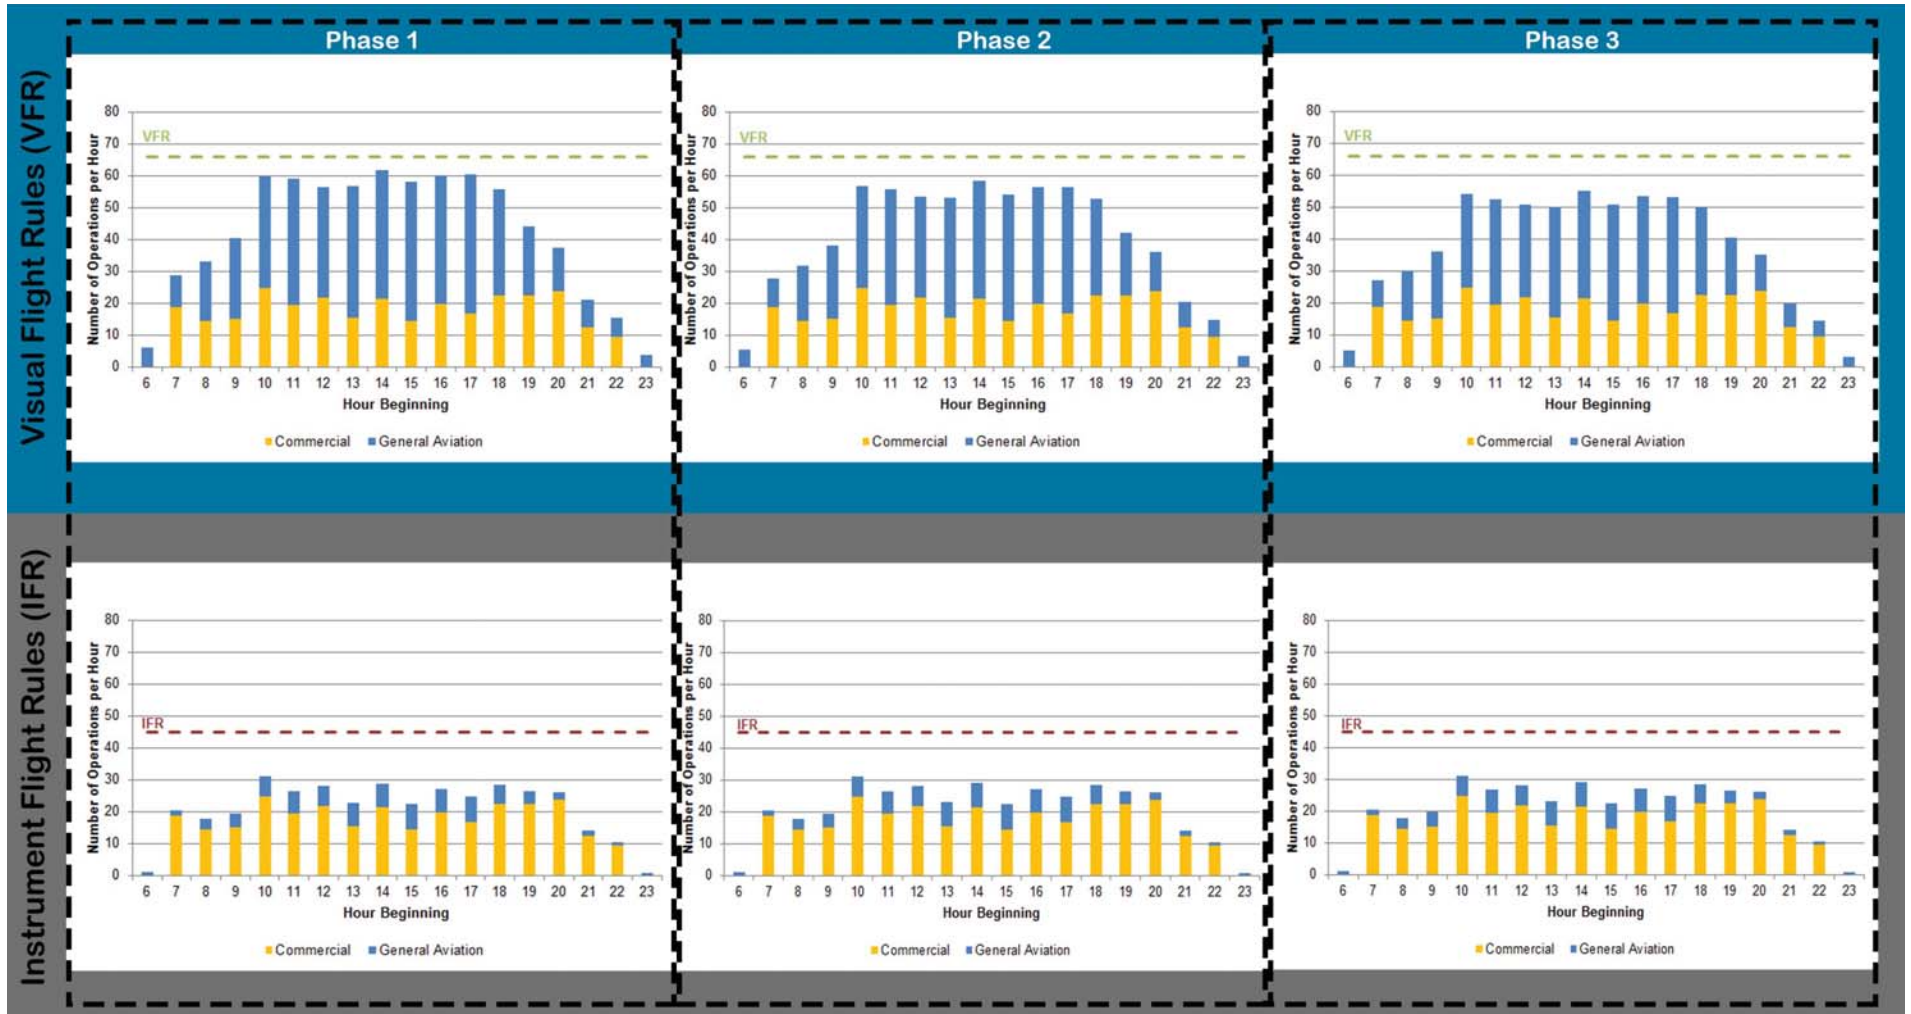 Visual Flight Rules (VFR)
Phase 1
Phase 2
Phase 3
Number of Operations per Hour
80
70
60
50
40
30
20
10
0
VFR
6 7 8 9 10 11 12 13 14 15 16 17 18 19 20 21 22 23
Hour Beginning
Commercial General Aviation
Number of Operations per Hour
80
70
60
50
40
30
20
10
0
VFR
6 7 8 9 10 11 12 13 14 15 16 17 18 19 20 21 22 23
Hour Beginning
Commercial General Aviation
Number of Operations per Hour
80
70
60
50
40
30
20
10
0
VFR
6 7 8 9 10 11 12 13 14 15 16 17 18 19 20 21 22 23
Hour Beginning
Commercial General Aviation
Instrument Flight Rules (IFR)
Number of Operations per Hour
80
70
60
50
40
30
20
10
0
IFR
6 7 8 9 10 11 12 13 14 15 16 17 18 19 20 21 22 23
Hour Beginning
Commercial General Aviation
Number of Operations per Hour
80
70
60
50
40
30
20
10
0
IFR
6 7 8 9 10 11 12 13 14 15 16 17 18 19 20 21 22 23
Hour Beginning
Commercial General Aviation
Number of Operations per Hour
80
70
60
50
40
30
20
10
0
IFR
6 7 8 9 10 11 12 13 14 15 16 17 18 19 20 21 22 23
Hour Beginning
Commercial General Aviation